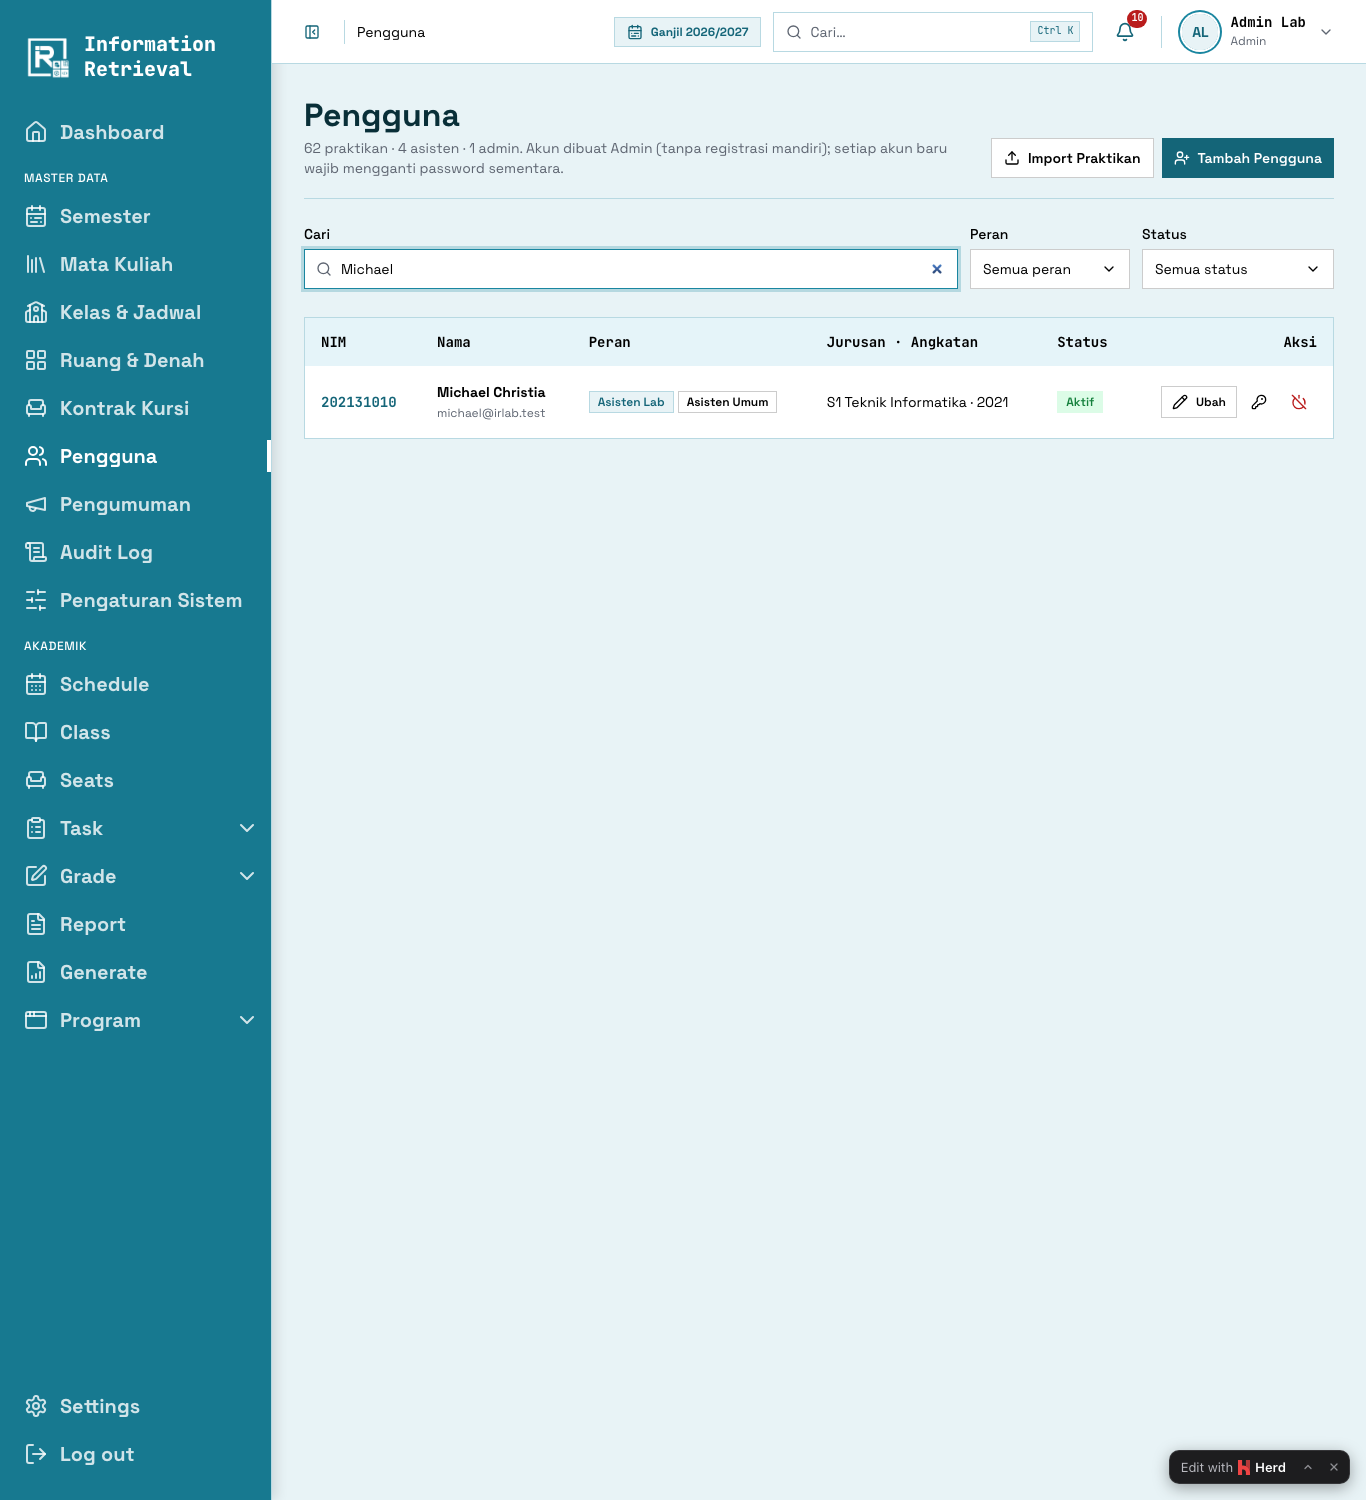 Information
Retrieval
Dashboard
MASTER DATA
Semester
Mata Kuliah
Kelas & Jadwal
Ruang & Denah
Kontrak Kursi
Pengguna
Pengumuman
Audit Log
Pengaturan Sistem
AKADEMIK
Schedule
Class
Seats
Task
Grade
Report
Generate
Program
Settings
Log out
Pengguna
Ganjil 2026/2027
Cari...
Ctrl K
10
AL
Admin Lab
Admin
Pengguna
62 praktikan · 4 asisten · 1 admin. Akun dibuat Admin (tanpa registrasi mandiri); setiap akun baru
wajib mengganti password sementara.
Import Praktikan
Tambah Pengguna
Cari
Peran
Status
Michael
Semua peran
Semua status
NIM Nama Peran Jurusan · Angkatan Status Aksi
202131010
Michael Christia
michael@irlab.test
Asisten Lab
Asisten Umum
S1 Teknik Informatika · 2021
Aktif
Ubah
Edit with Herd